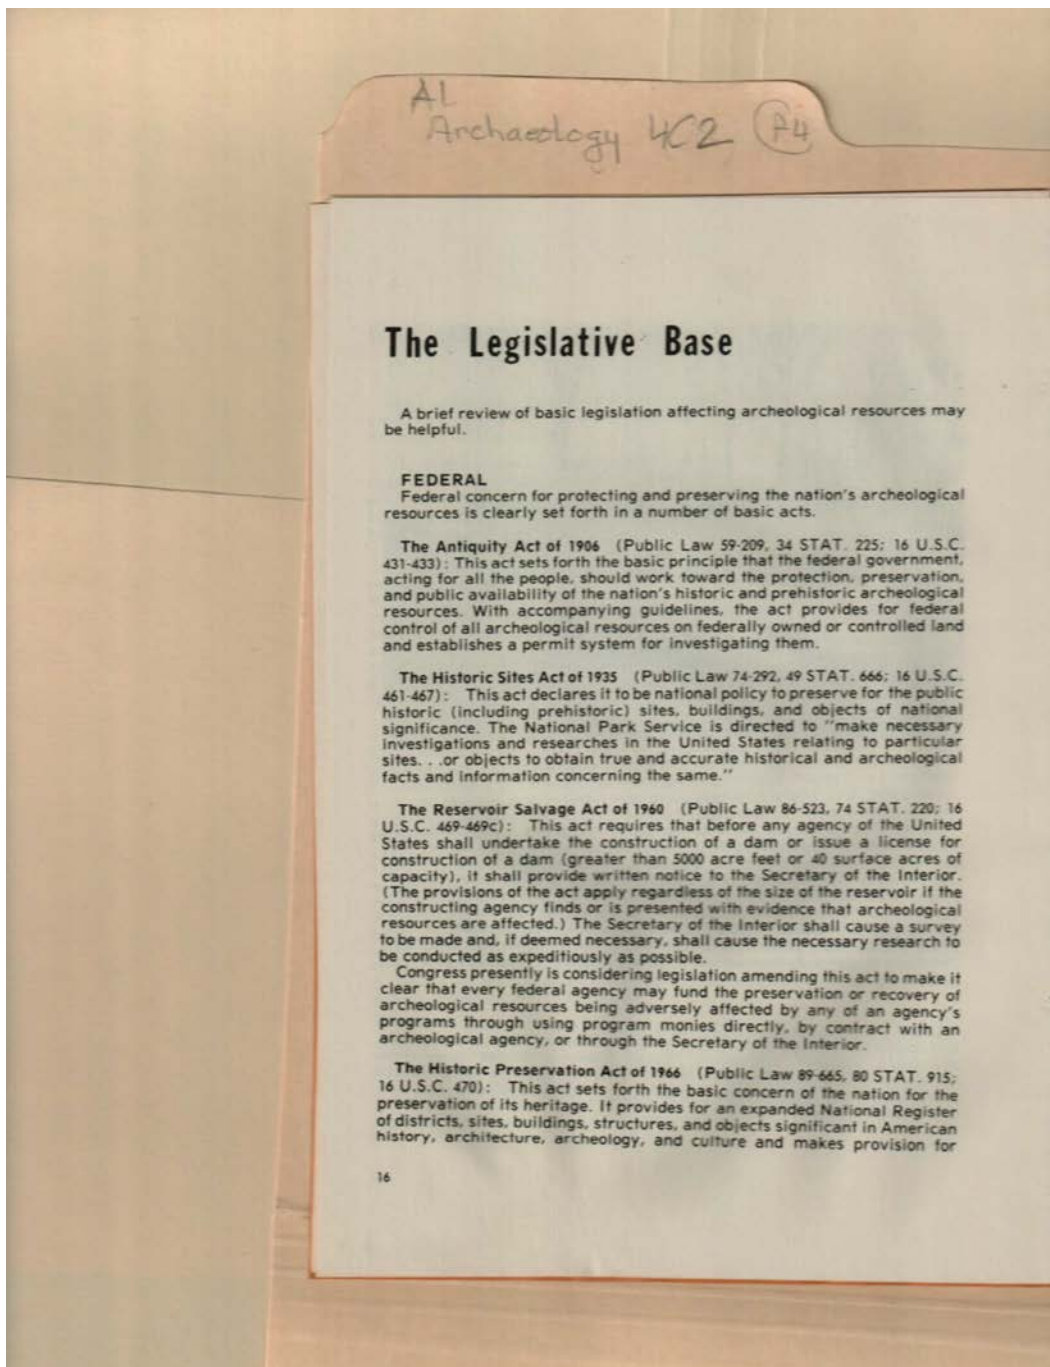 AL
Archaeology 4C2 P4
The Legislative Base
A brief review of basic legislation affecting archeological resources may
be helpful.
FEDERAL
Federal concern for protecting and preserving the nation's archeological
resources is clearly set forth in a number of basic acts.
The Antiquity Act of 1906 (Public Law 59-209, 34 STAT. 225; 16 U.S.C.
431-433): This act sets forth the basic principle that the federal government,
acting for all the people, should work toward the protection, preservation,
and public availability of the nation's historic and prehistoric archeological
resources. With accompanying guidelines, the act provides for federal
control of all archeological resources on federally owned or controlled land
and establishes a permit system for investigating them.
The Historic Sites Act of 1935 (Public Law 74-292, 49 STAT. 666; 16 U.S.C.
461-467): This act declares it to be national policy to preserve for the public
historic (including prehistoric) sites, buildings, and objects of national
significance. The National Park Service is directed to "make necessary
investigations and researches in the United States relating to particular
sites. . .or objects to obtain true and accurate historical and archeological
facts and information concerning the same."
The Reservoir Salvage Act of 1960 (Public Law 86-523, 74 STAT. 220; 16
U.S.C. 469-469c): This act requires that before any agency of the United
States shall undertake the construction of a dam or issue a license for
construction of a dam (greater than 5000 acre feet or 40 surface acres of
capacity), it shall provide written notice to the Secretary of the Interior.
(The provisions of the act apply regardless of the size of the reservoir if the
constructing agency finds or is presented with evidence that archeological
resources are affected.) The Secretary of the Interior shall cause a survey
to be made and, if deemed necessary, shall cause the necessary research to
be conducted as expeditiously as possible.
Congress presently is considering legislation amending this act to make it
clear that every federal agency may fund the preservation or recovery of
archeological resources being adversely affected by any of an agency's
programs through using program monies directly, by contract with an
archeological agency, or through the Secretary of the Interior.
The Historic Preservation Act of 1966 (Public Law 89-665, 80 STAT. 915;
16 U.S.C. 470): This act sets forth the basic concern of the nation for the
preservation of its heritage. It provides for an expanded National Register
of districts, sites, buildings, structures, and objects significant in American
history, architecture, archeology, and culture and makes provision for
16